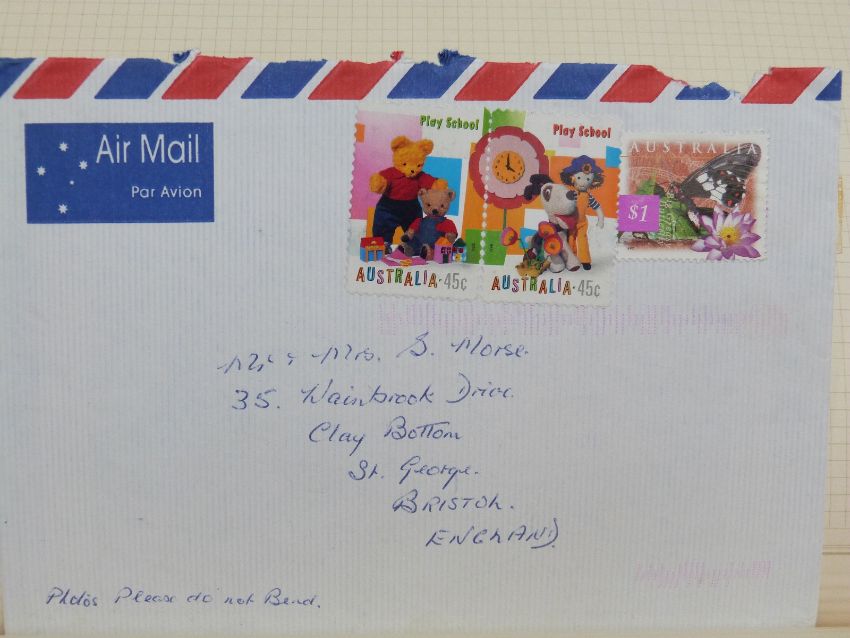 Air Mail
Par Avion
Play School
AUSTRALIA·45c
Play School
AUSTRALIA·45c
AUSTRALIA
$1
Mr & Mrs. S. Morse.
35. Wainbrook Drive.
Clay Bottom
St. George.
BRISTOL.
ENGLAND.
Photos Please do not Bend.